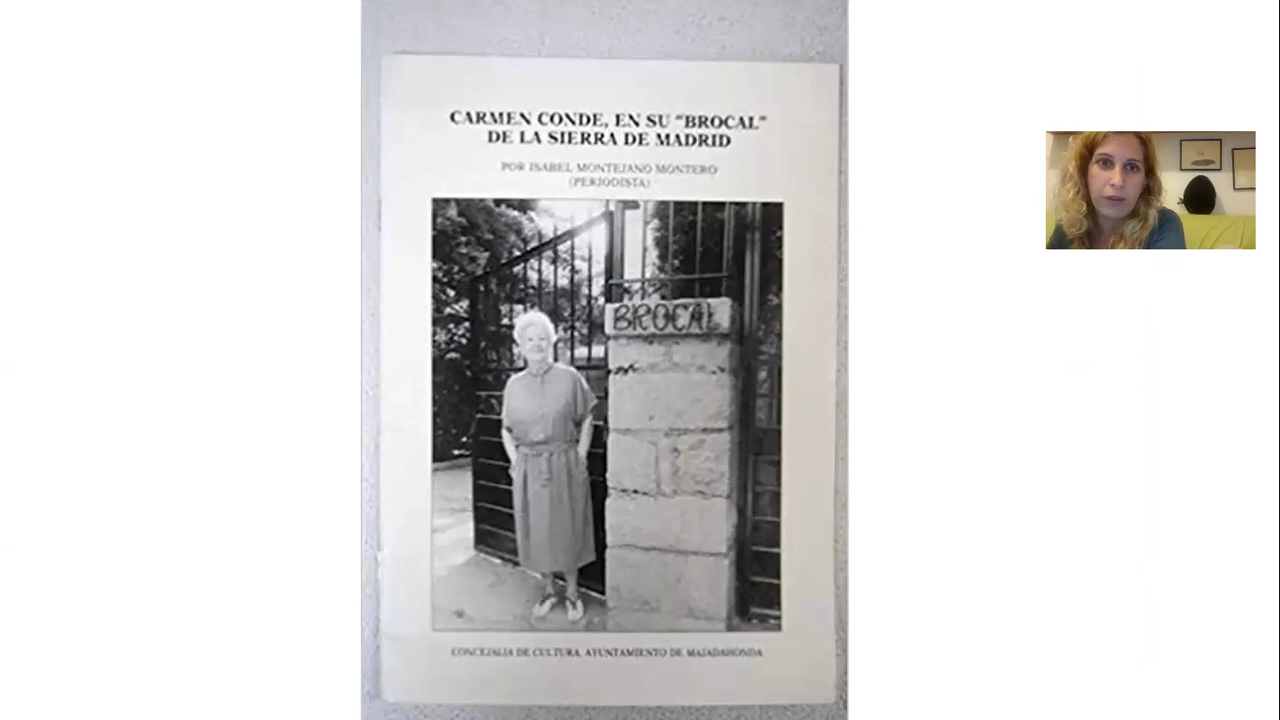 CARMEN CONDE, EN SU "BROCAL"
DE LA SIERRA DE MADRID
POR ISABEL MONTEJANO MONTERO
(PERIODISTA)
BROCAL
CONCEJALIA DE CULTURA. AYUNTAMIENTO DE MAJADAHONDA